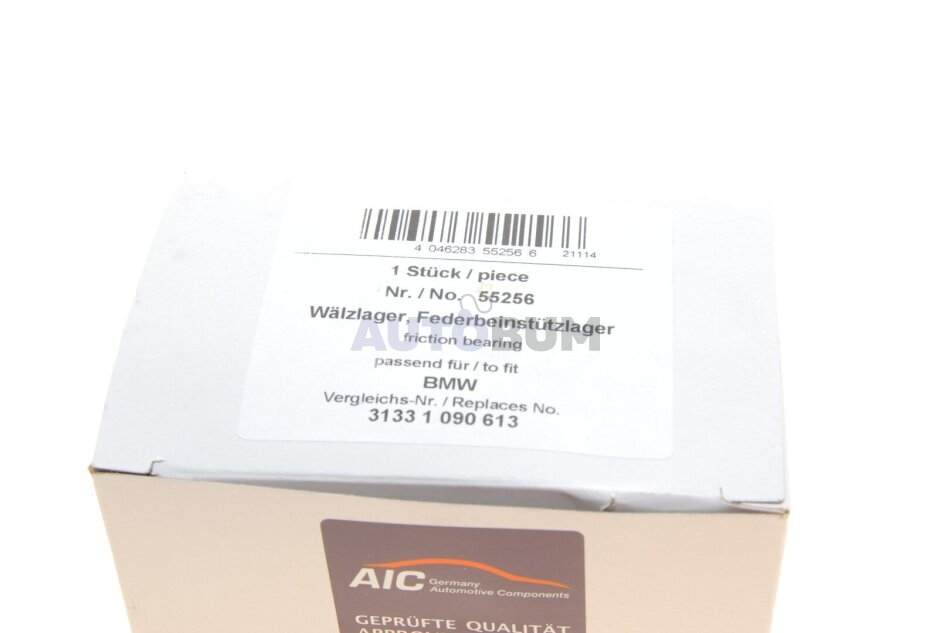 4 046283 55256 6 21114
1 Stück / piece
Nr. / No. 55256
Wälzlager, Federbeinstützlager
AUTOBUM
friction bearing
passend für / to fit
BMW
Vergleichs-Nr. / Replaces No.
3133 1 090 613
AIC Germany
Automotive Components
GEPRÜFTE QUALITÄT